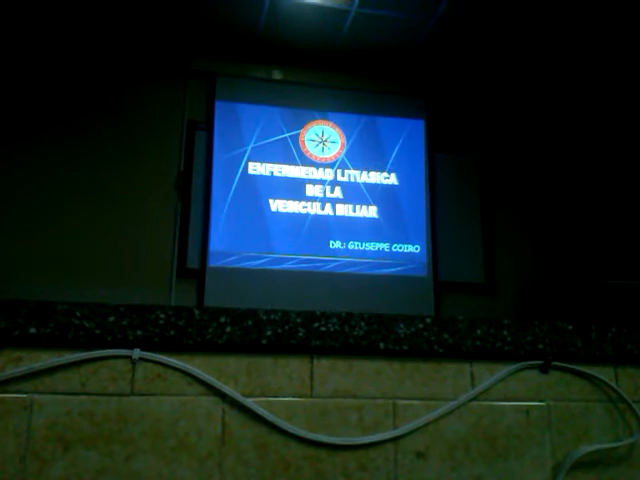 ENFERMEDAD LITIASICA
DE LA
VESICULA BILIAR
DR.: GIUSEPPE COIRO